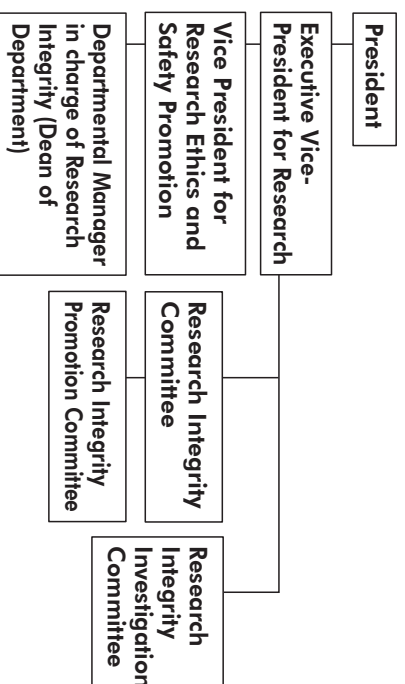 President
Executive Vice-
President for Research
Vice President for
Research Ethics and
Safety Promotion
Departmental Manager
in charge of Research
Integrity (Dean of
Department)
Research Integrity
Committee
Research Integrity
Promotion Committee
Research
Integrity
Investigation
Committee